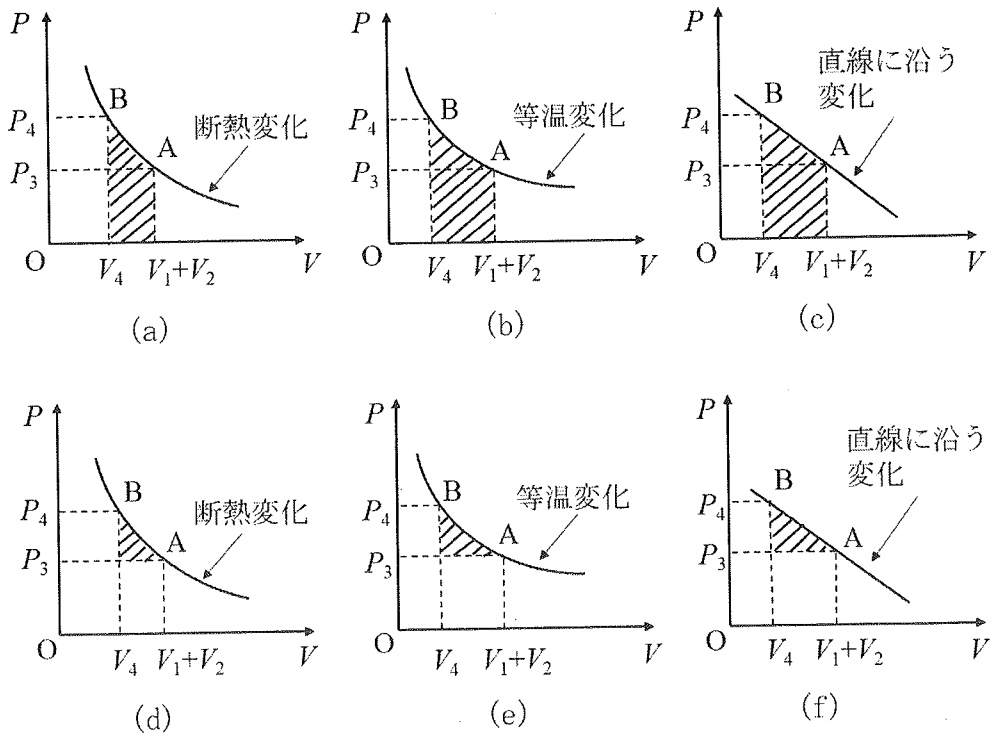 P
B
P₄
断熱変化
A
P₃
O
V₄
V₁+V₂
V
(a)
P
B
P₄
等温変化
A
P₃
O
V₄
V₁+V₂
V
(b)
P
直線に沿う
変化
B
P₄
A
P₃
O
V₄
V₁+V₂
V
(c)
P
B
P₄
断熱変化
A
P₃
O
V₄
V₁+V₂
V
(d)
P
B
P₄
等温変化
A
P₃
O
V₄
V₁+V₂
V
(e)
P
直線に沿う
変化
B
P₄
A
P₃
O
V₄
V₁+V₂
V
(f)